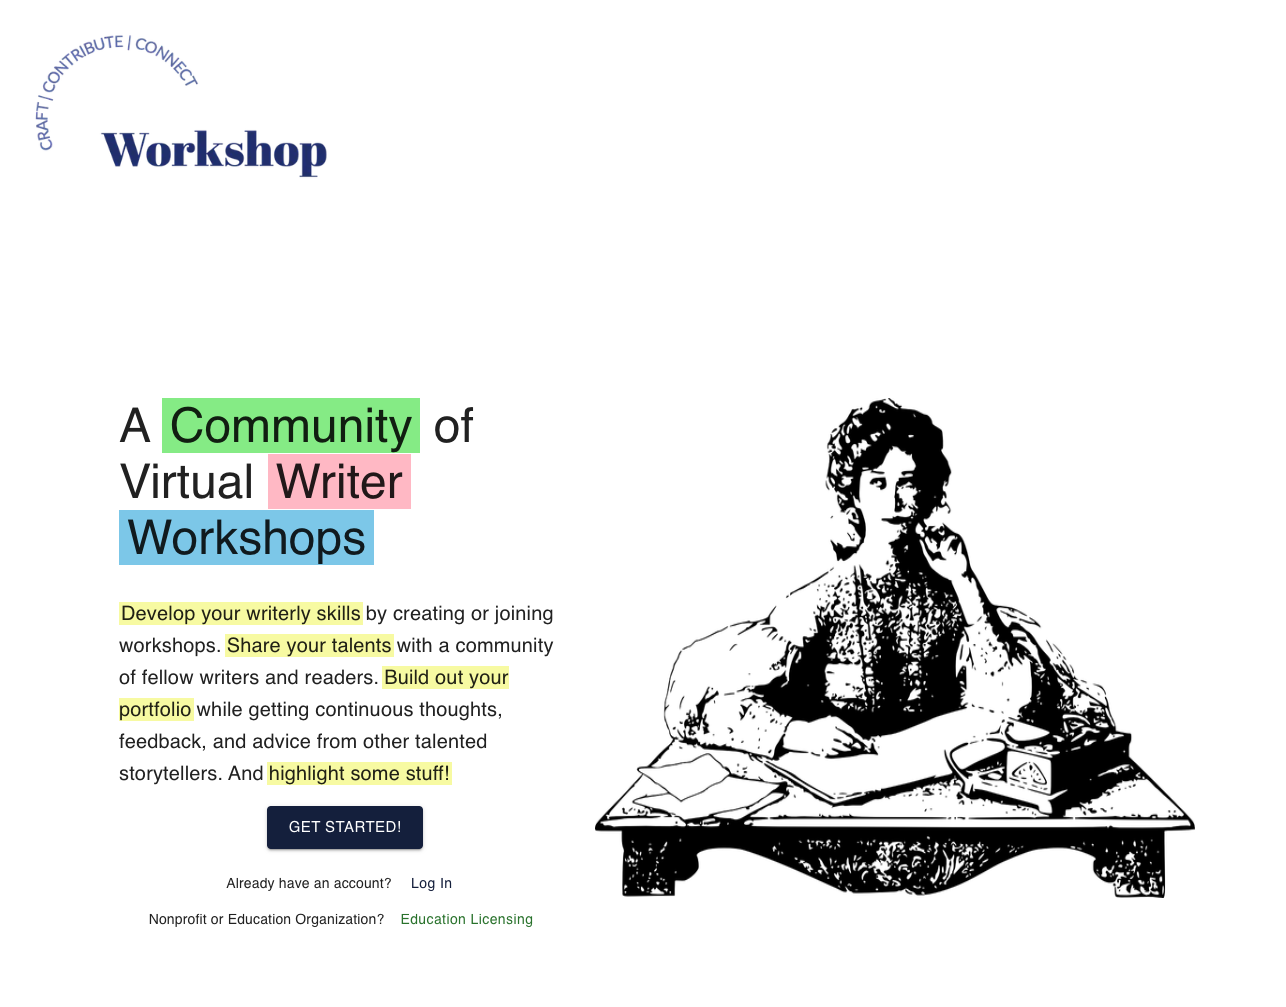 CRAFT | CONTRIBUTE | CONNECT
Workshop
A Community of
Virtual Writer
Workshops
Develop your writerly skills by creating or joining
workshops. Share your talents with a community
of fellow writers and readers. Build out your
portfolio while getting continuous thoughts,
feedback, and advice from other talented
storytellers. And highlight some stuff!
GET STARTED!
Already have an account? Log In
Nonprofit or Education Organization? Education Licensing